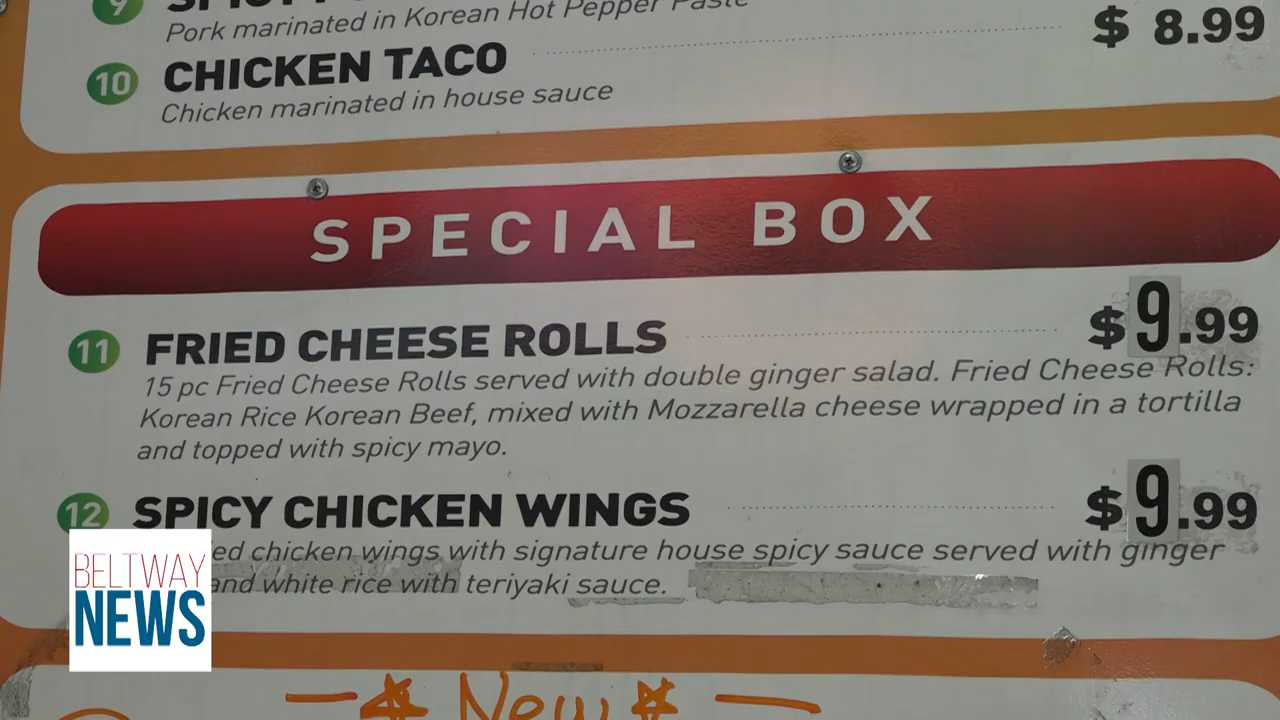 9
Pork marinated in Korean Hot Pepper Paste
$ 8.99
10 CHICKEN TACO
Chicken marinated in house sauce
SPECIAL BOX
11 FRIED CHEESE ROLLS $9.99
15 pc Fried Cheese Rolls served with double ginger salad. Fried Cheese Rolls:
Korean Rice Korean Beef, mixed with Mozzarella cheese wrapped in a tortilla
and topped with spicy mayo.
12 SPICY CHICKEN WINGS $9.99
chicken wings with signature house spicy sauce served with ginger
and white rice with teriyaki sauce.
BELTWAY
NEWS
New